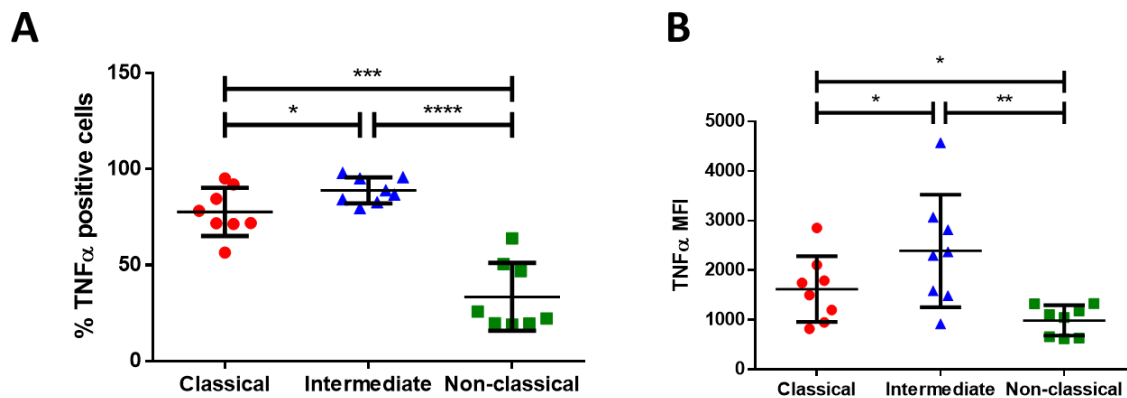 A
% TNFα positive cells
150
100
50
0
***
*
****
Classical
Intermediate
Non-classical
B
TNFα MFI
5000
4000
3000
2000
1000
0
*
*
**
Classical
Intermediate
Non-classical